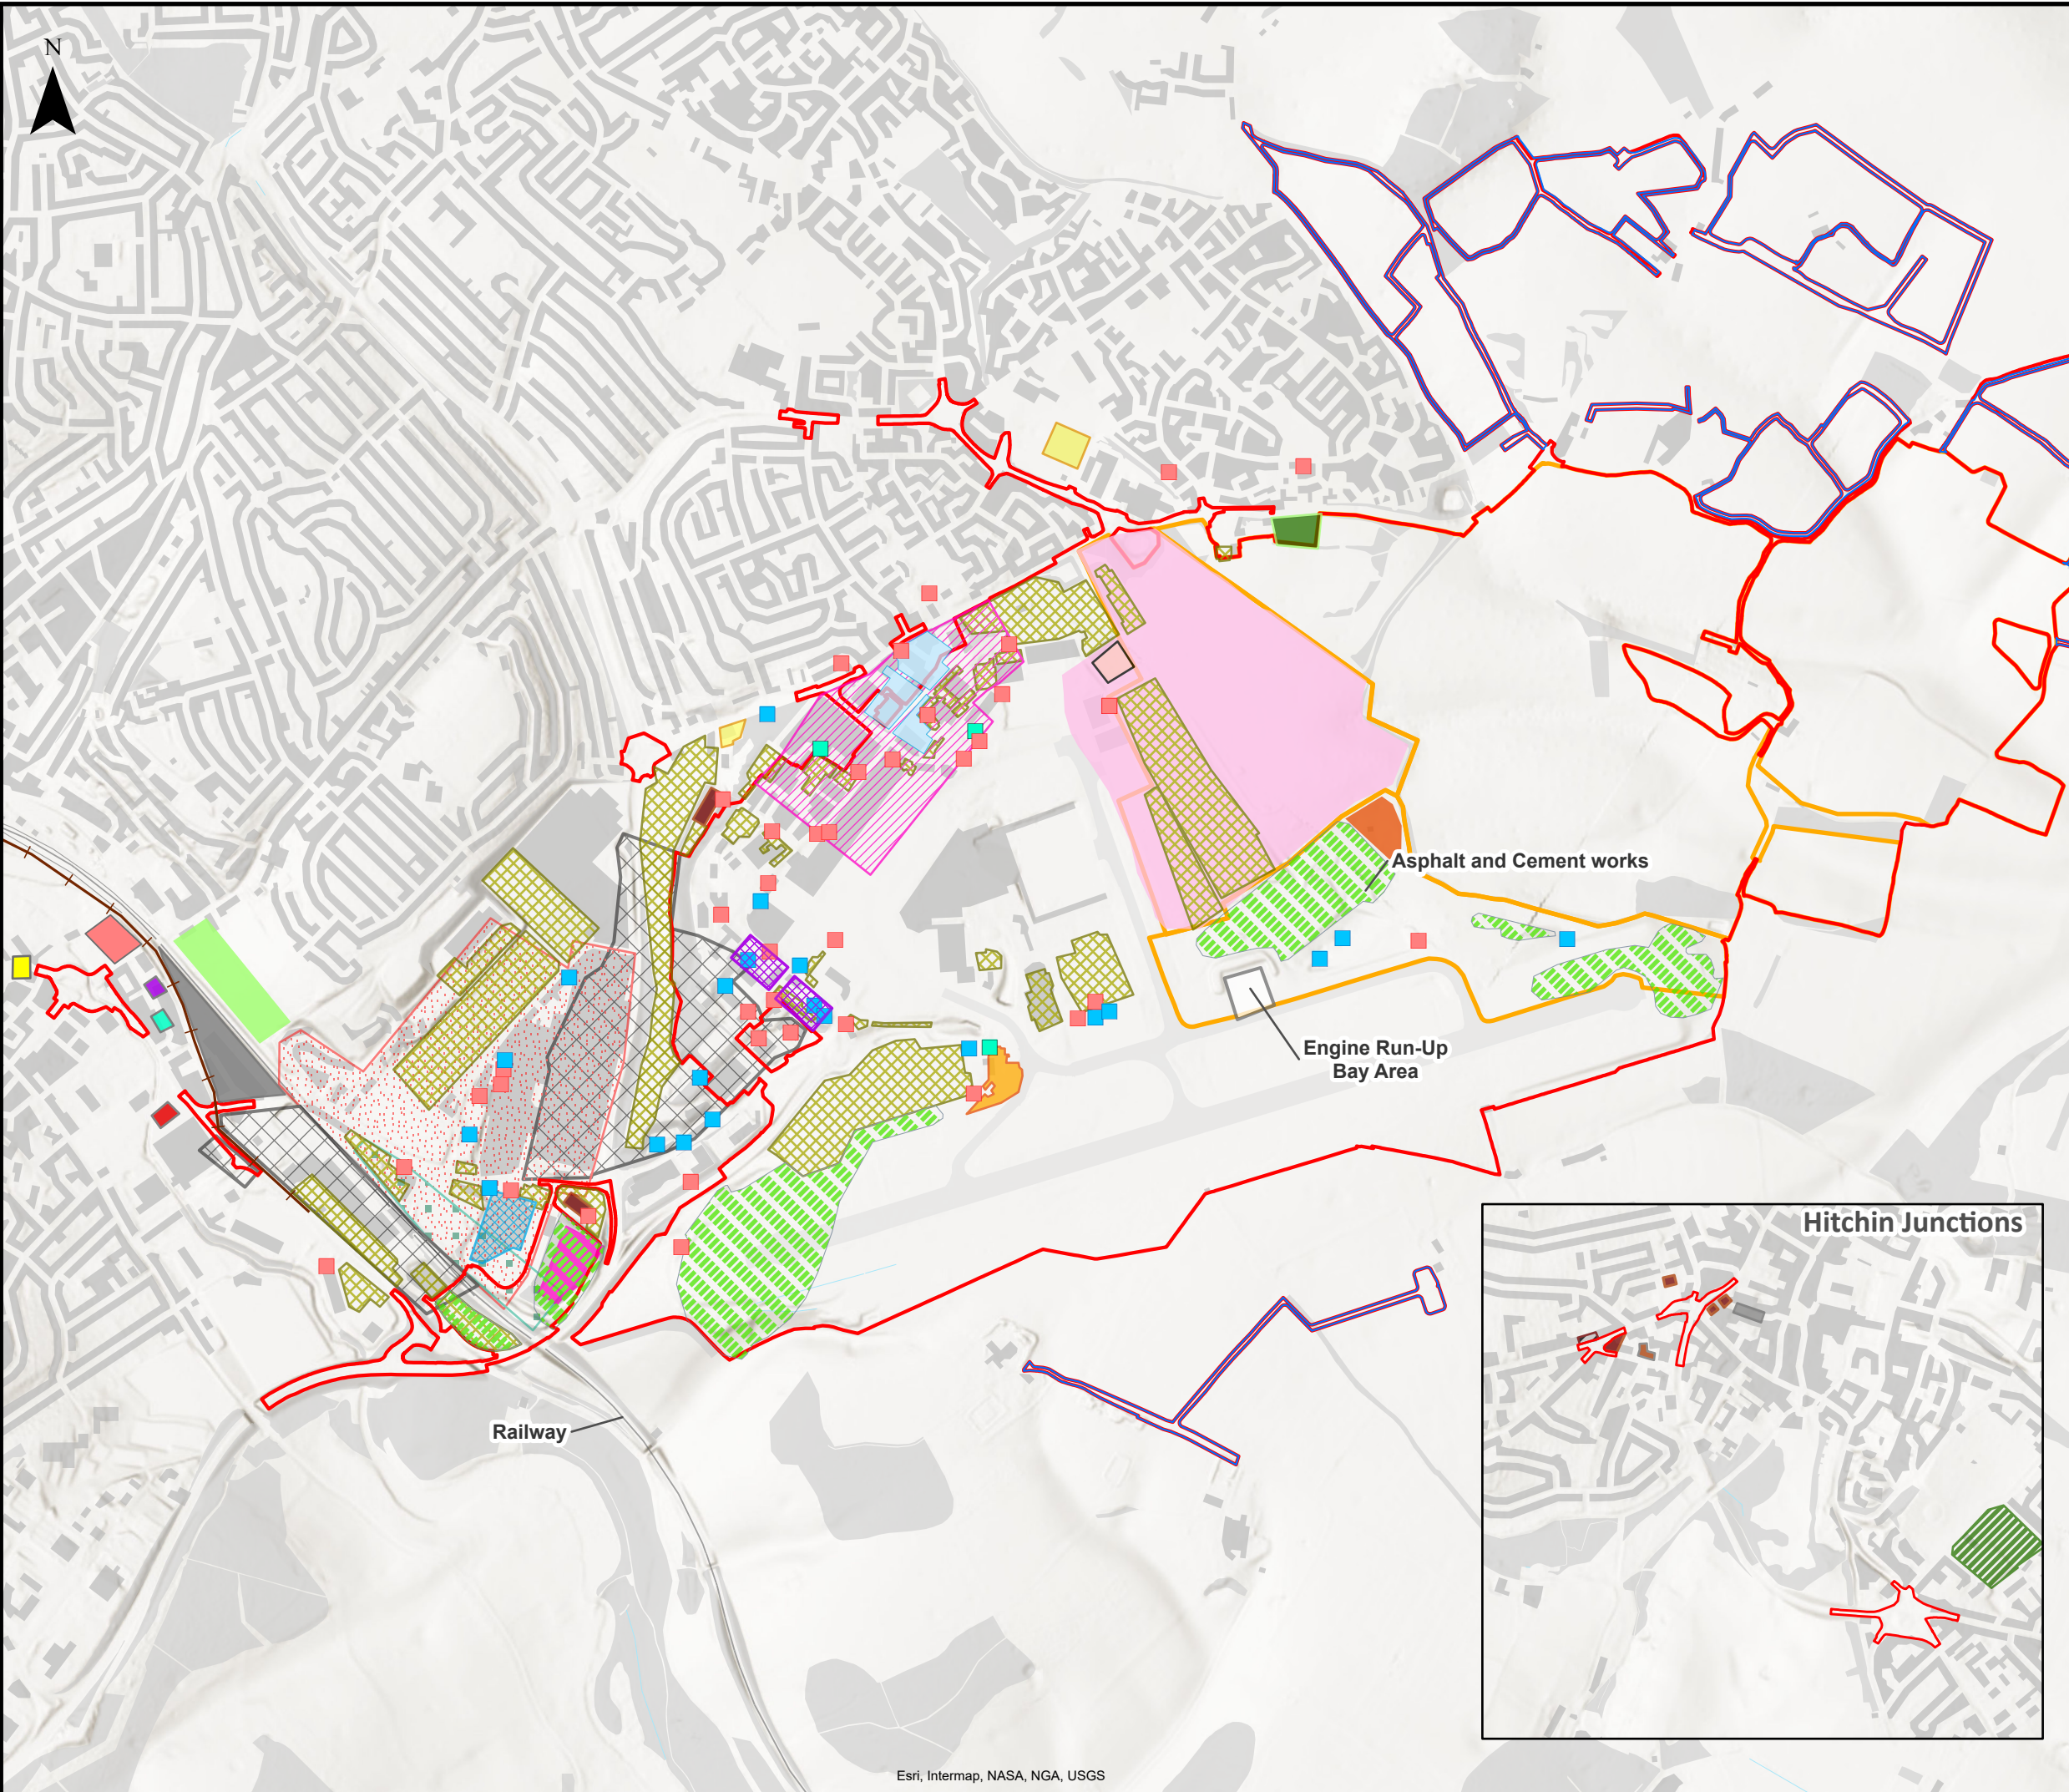 N
Asphalt and Cement works
Engine Run-Up
Bay Area
Hitchin Junctions
Railway
Esri, Intermap, NASA, NGA, USGS